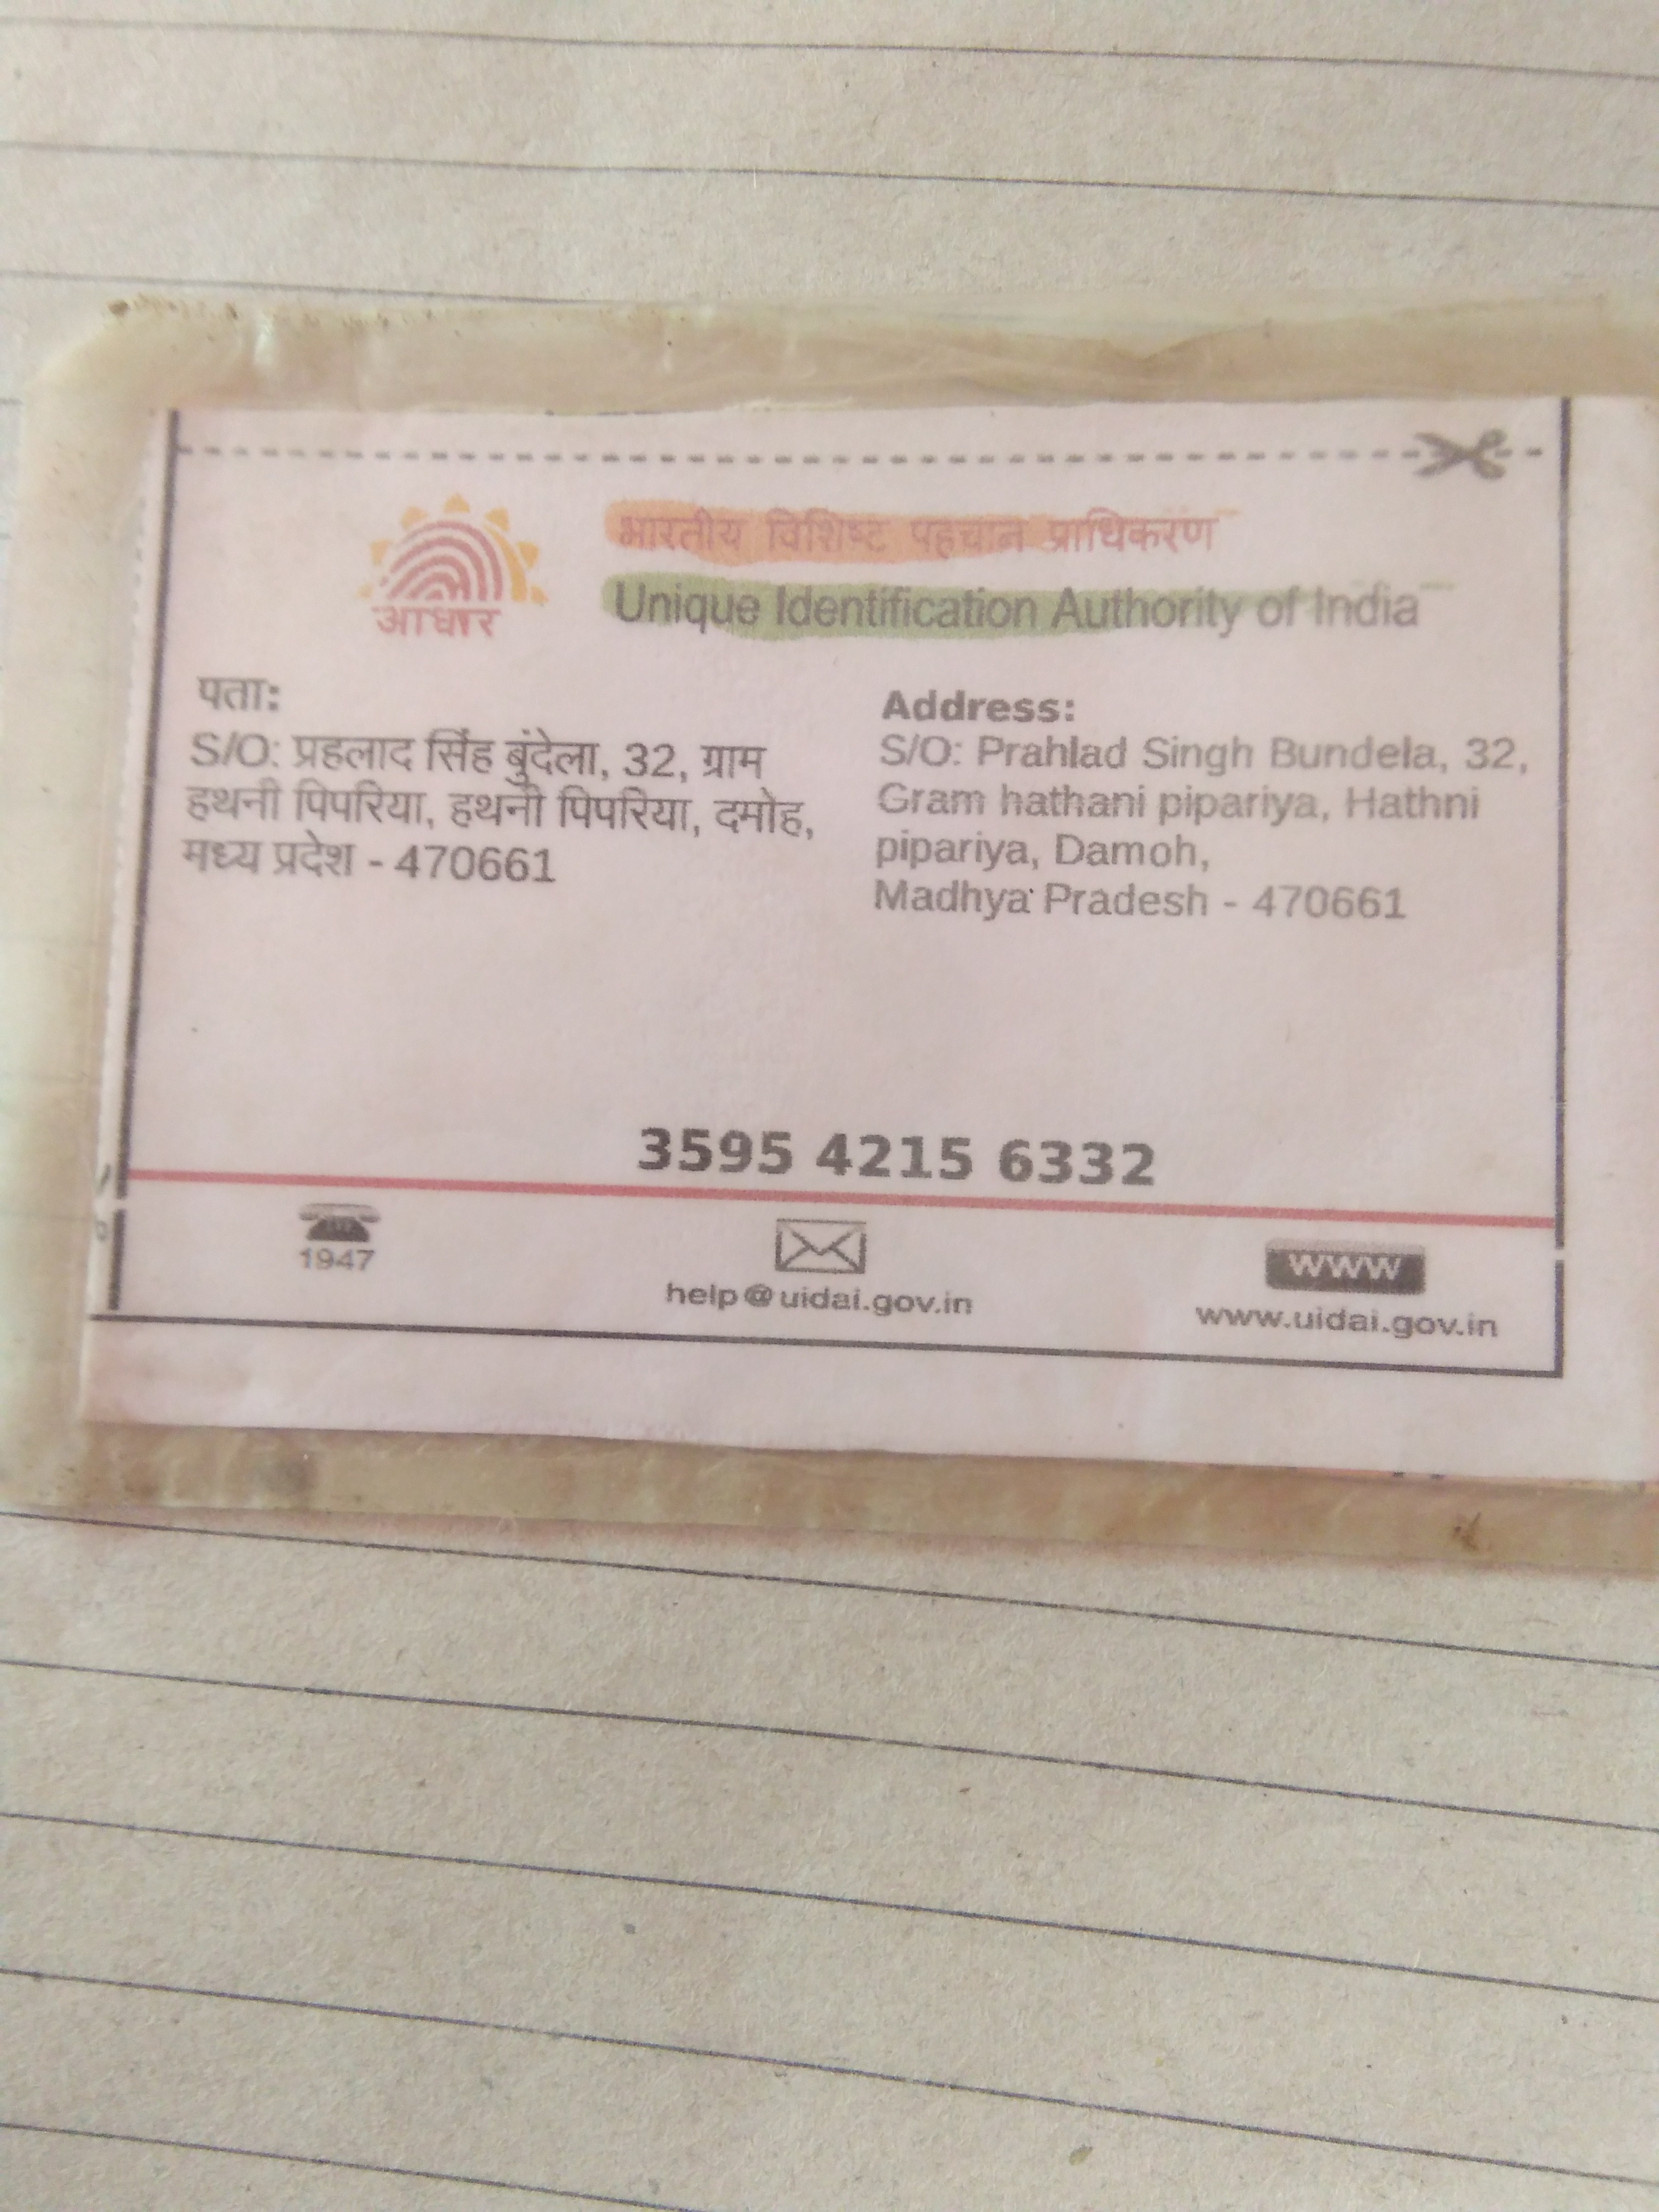 आधार
भारतीय विशिष्ट पहचान प्राधिकरण
Unique Identification Authority of India
पता:
S/O: प्रहलाद सिंह बुंदेला, 32, ग्राम
हथनी पिपरिया, हथनी पिपरिया, दमोह,
मध्य प्रदेश - 470661
Address:
S/O: Prahlad Singh Bundela, 32,
Gram hathani pipariya, Hathni
pipariya, Damoh,
Madhya Pradesh - 470661
3595 4215 6332
1947
help@uidai.gov.in
www
www.uidai.gov.in